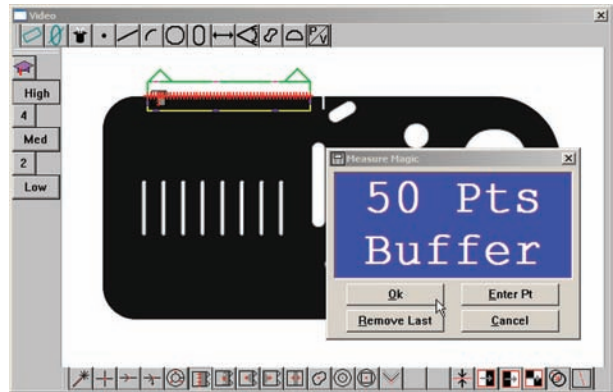 Video
P/V
High
4
Med
2
Low
Measure Magic
50 Pts
Buffer
Ok
Enter Pt
Remove Last
Cancel